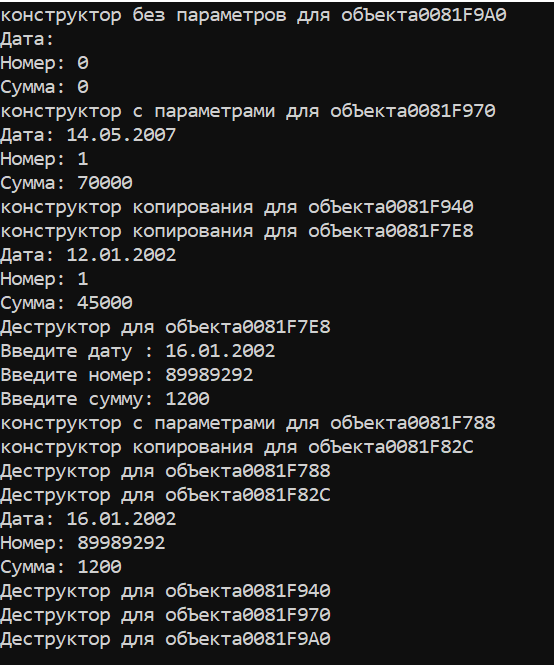 конструктор без параметров для объекта0081F9A0
Дата:
Номер: 0
Сумма: 0
конструктор с параметрами для объекта0081F970
Дата: 14.05.2007
Номер: 1
Сумма: 70000
конструктор копирования для объекта0081F940
конструктор копирования для объекта0081F7E8
Дата: 12.01.2002
Номер: 1
Сумма: 45000
Деструктор для объекта0081F7E8
Введите дату : 16.01.2002
Введите номер: 89989292
Введите сумму: 1200
конструктор с параметрами для объекта0081F788
конструктор копирования для объекта0081F82C
Деструктор для объекта0081F788
Деструктор для объекта0081F82C
Дата: 16.01.2002
Номер: 89989292
Сумма: 1200
Деструктор для объекта0081F940
Деструктор для объекта0081F970
Деструктор для объекта0081F9A0